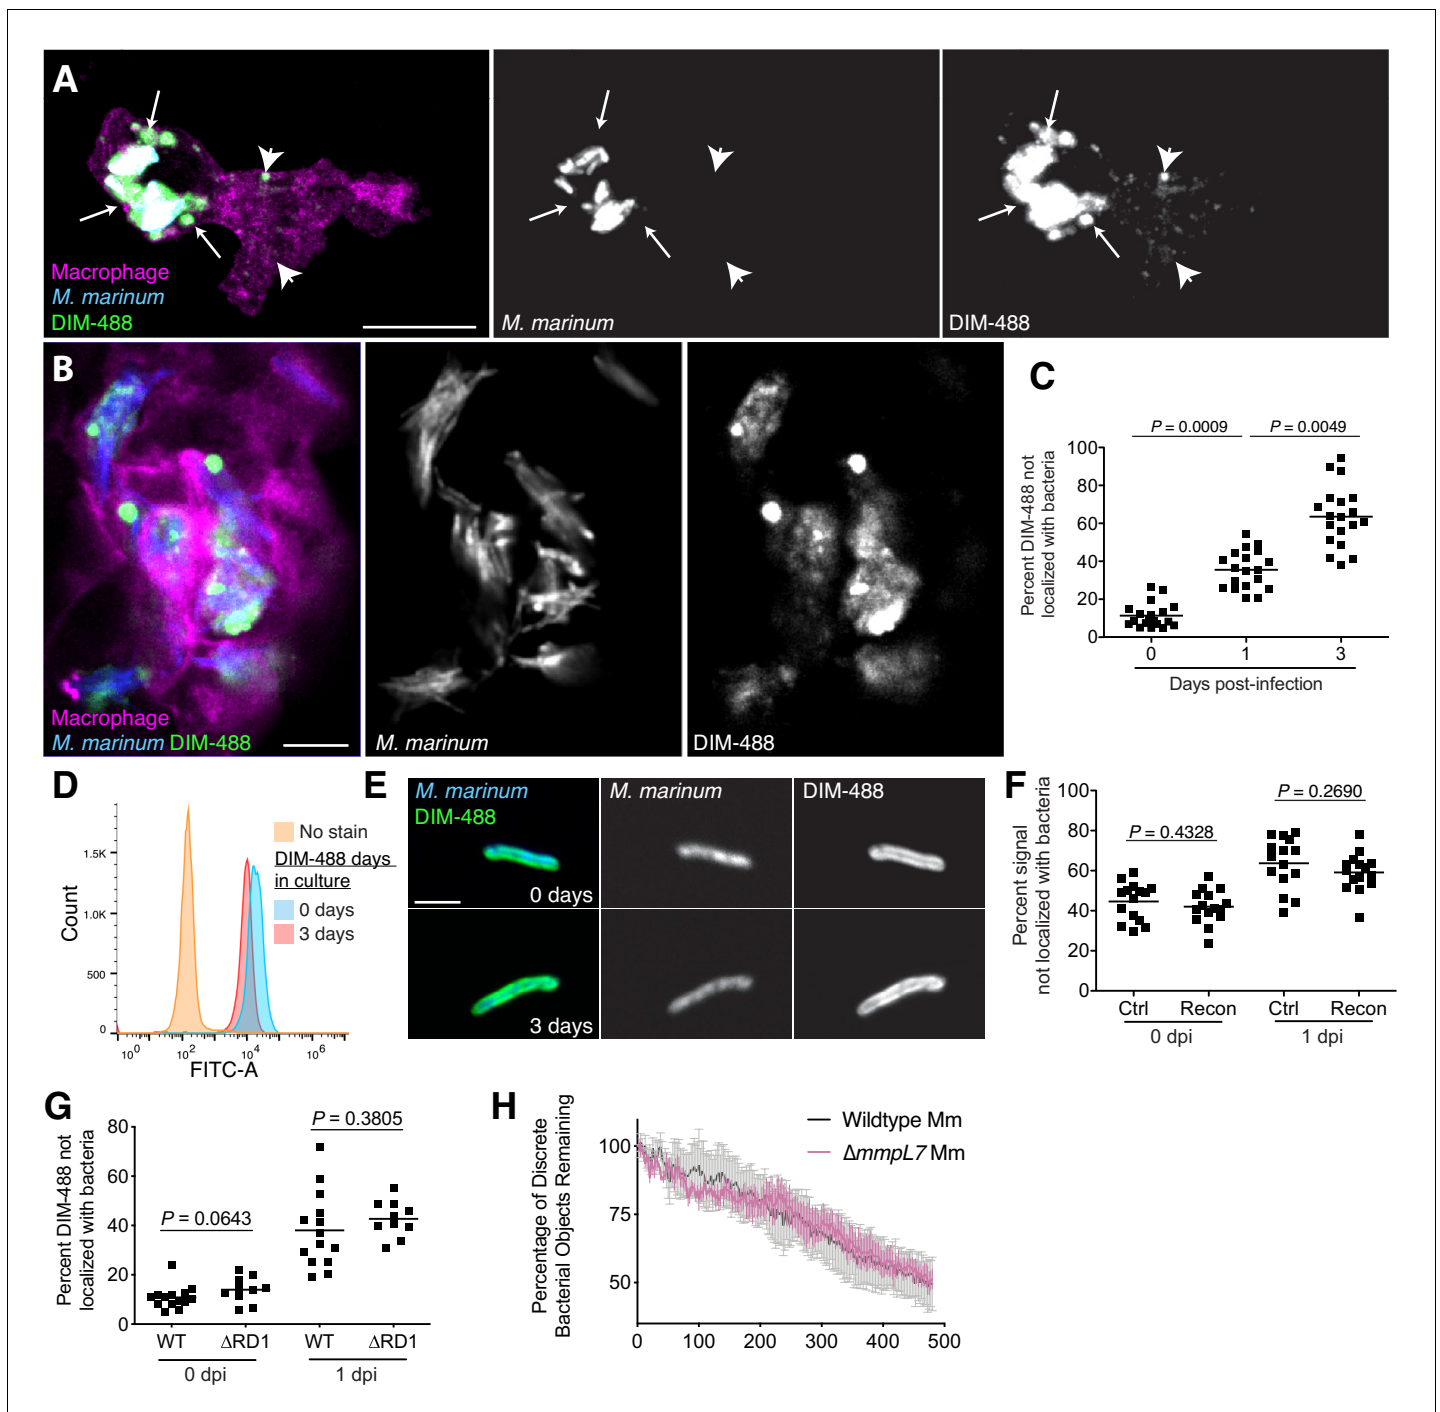 A
Macrophage
M. marinum
DIM-488
M. marinum
DIM-488
B
Macrophage
M. marinum DIM-488
M. marinum
DIM-488
C
Percent DIM-488 not
localized with bacteria
P = 0.0009
P = 0.0049
100
80
60
40
20
0
0 1 3
Days post-infection
D
Count
1.5K
1.0K
500
0
10^0 10^2 10^4 10^6
FITC-A
No stain
DIM-488 days
in culture
0 days
3 days
E
M. marinum
DIM-488
M. marinum
DIM-488
0 days
3 days
F
Percent signal
not localized with bacteria
100
80
60
40
20
0
P = 0.4328
P = 0.2690
Ctrl Recon Ctrl Recon
0 dpi 1 dpi
G
Percent DIM-488 not
localized with bacteria
80
60
40
20
0
P = 0.0643
P = 0.3805
WT ΔRD1 WT ΔRD1
0 dpi 1 dpi
H
Percentage of Discrete
Bacterial Objects Remaining
100
75
50
0 100 200 300 400 500
Wildtype Mm
ΔmmpL7 Mm